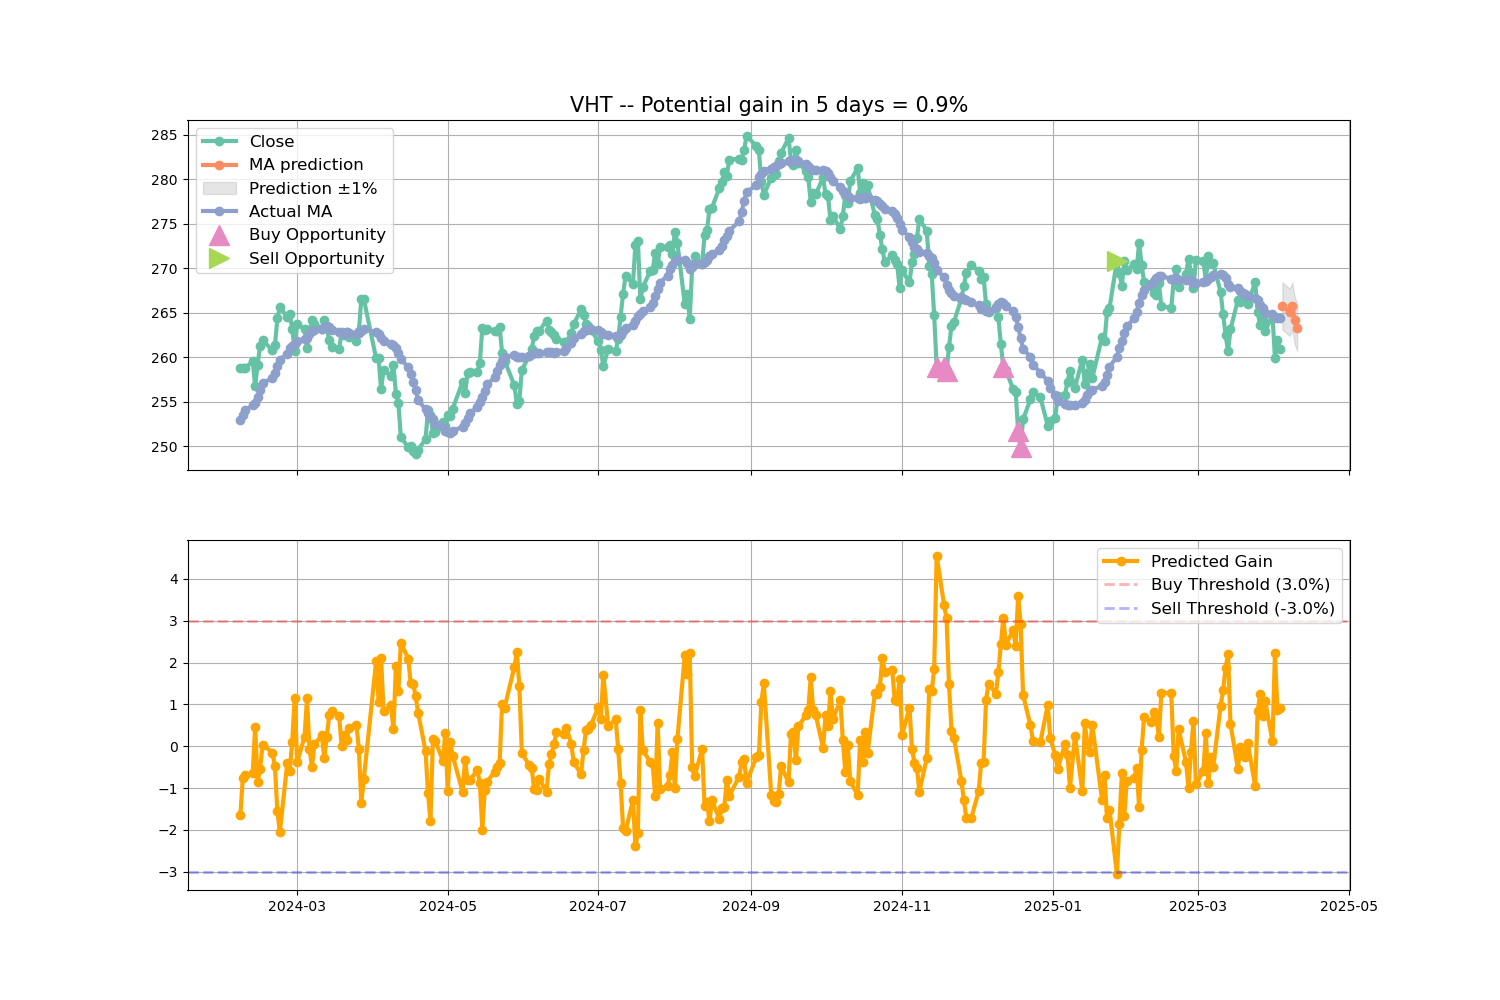 VHT -- Potential gain in 5 days = 0.9%
285
280
275
270
265
260
255
250
Close
MA prediction
Prediction ±1%
Actual MA
Buy Opportunity
Sell Opportunity
4
3
2
1
0
−1
−2
−3
Predicted Gain
Buy Threshold (3.0%)
Sell Threshold (-3.0%)
2024-03
2024-05
2024-07
2024-09
2024-11
2025-01
2025-03
2025-05